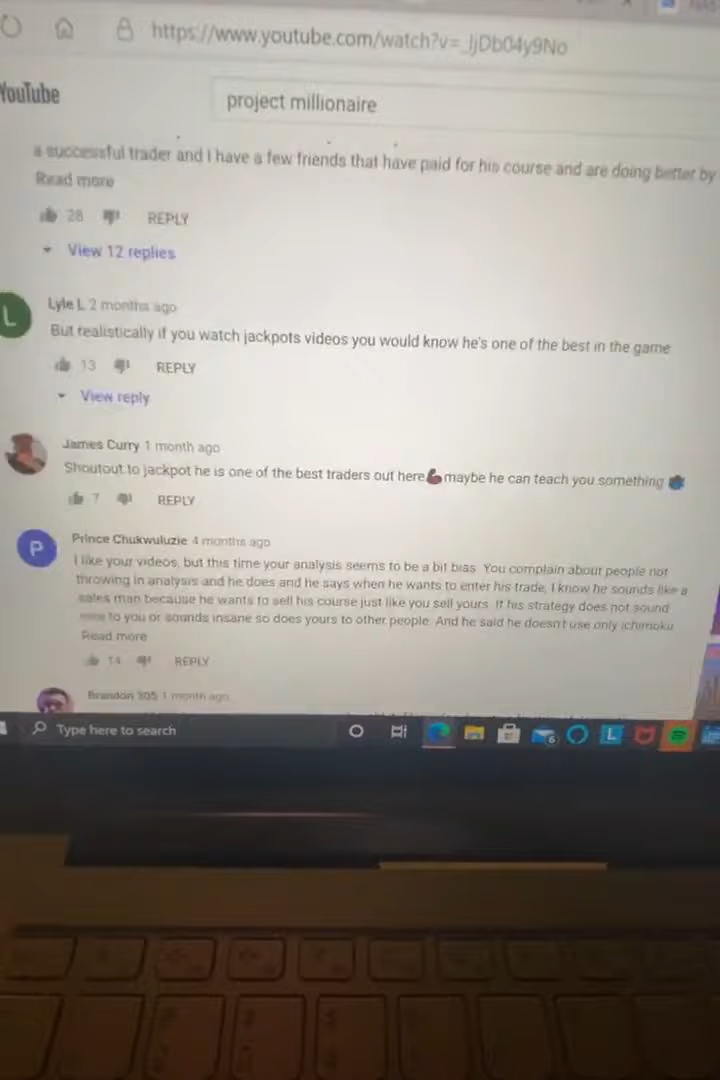 https://www.youtube.com/watch?v=_IjDb04y9No
YouTube
project millionaire
a successful trader and I have a few friends that have paid for his course and are doing better by
Read more
28 REPLY
View 12 replies
L
Lyle L 2 months ago
But realistically if you watch jackpots videos you would know he's one of the best in the game
13 REPLY
View reply
James Curry 1 month ago
Shoutout to jackpot he is one of the best traders out here💪🏿maybe he can teach you something
7 REPLY
P
Prince Chukwuluzie 4 months ago
I like your videos, but this time your analysis seems to be a bit bias. You complain about people not
throwing in analysis and he does and he says when he wants to enter his trade, I know he sounds like a
sales man because he wants to sell his course just like you sell yours. If his strategy does not sound
to you or sounds insane so does yours to other people. And he said he doesn't use only ichimoku
Read more
14 REPLY
Brandon 305 1 month ago
Type here to search
6
L